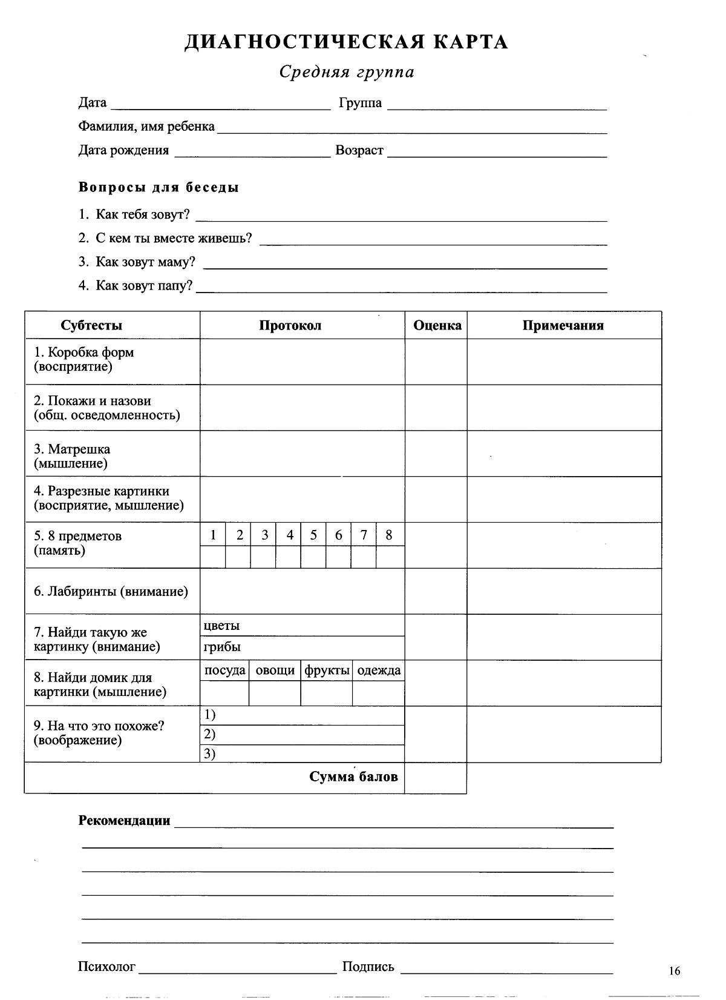 ДИАГНОСТИЧЕСКАЯ КАРТА
Средняя группа
Дата Группа
Фамилия, имя ребенка
Дата рождения Возраст
Вопросы для беседы
1. Как тебя зовут?
2. С кем ты вместе живешь?
3. Как зовут маму?
4. Как зовут папу?
Субтесты Протокол Оценка Примечания
1. Коробка форм
(восприятие)
2. Покажи и назови
(общ. осведомленность)
3. Матрешка
(мышление)
4. Разрезные картинки
(восприятие, мышление)
5. 8 предметов
(память)
1 2 3 4 5 6 7 8
6. Лабиринты (внимание)
7. Найди такую же
картинку (внимание)
цветы
грибы
8. Найди домик для
картинки (мышление)
посуда овощи фрукты одежда
9. На что это похоже?
(воображение)
1)
2)
3)
Сумма балов
Рекомендации
Психолог Подпись
16